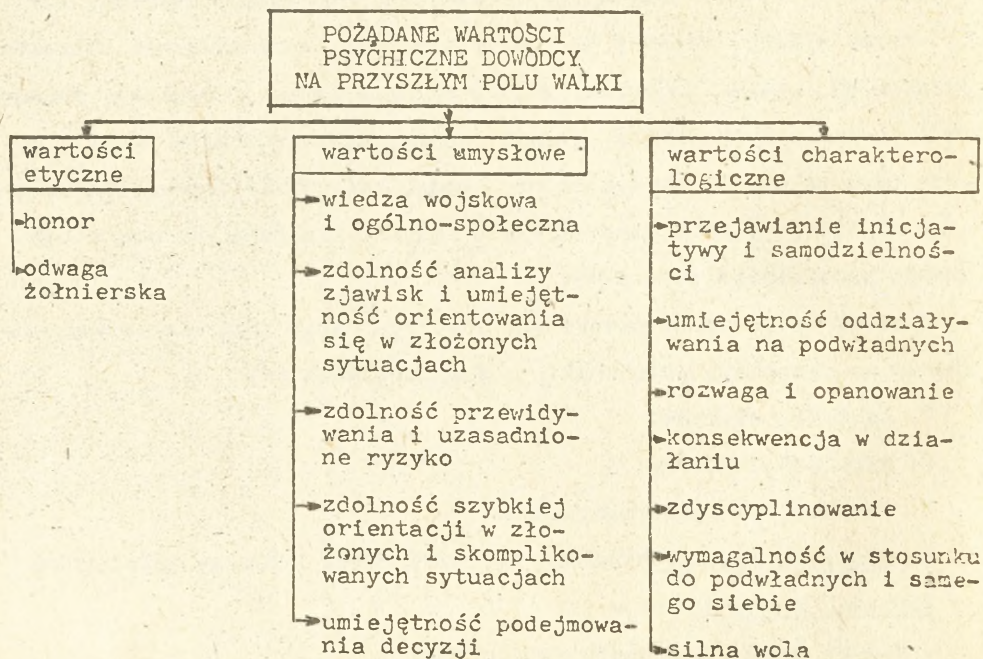 POŻĄDANE WARTOŚCI
PSYCHICZNE DOWÓDCY
NA PRZYSZŁYM POLU WALKI
wartości
etyczne
honor
odwaga
żołnierska
wartości umysłowe
wiedza wojskowa
i ogólno-społeczna
zdolność analizy
zjawisk i umiejęt-
ność orientowania
się w złożonych
sytuacjach
zdolność przewidy-
wania i uzasadnio-
ne ryzyko
zdolność szybkiej
orientacji w zło-
żonych i skompliko-
wanych sytuacjach
umiejętność podejmowa-
nia decyzji
wartości charaktero-
logiczne
przejawianie inicja-
tywy i samodzielnoś-
ci
umiejętność oddziały-
wania na podwładnych
rozwaga i opanowanie
konsekwencja w dzia-
łaniu
zdyscyplinowanie
wymagalność w stosunku
do podwładnych i same-
go siebie
silna wola